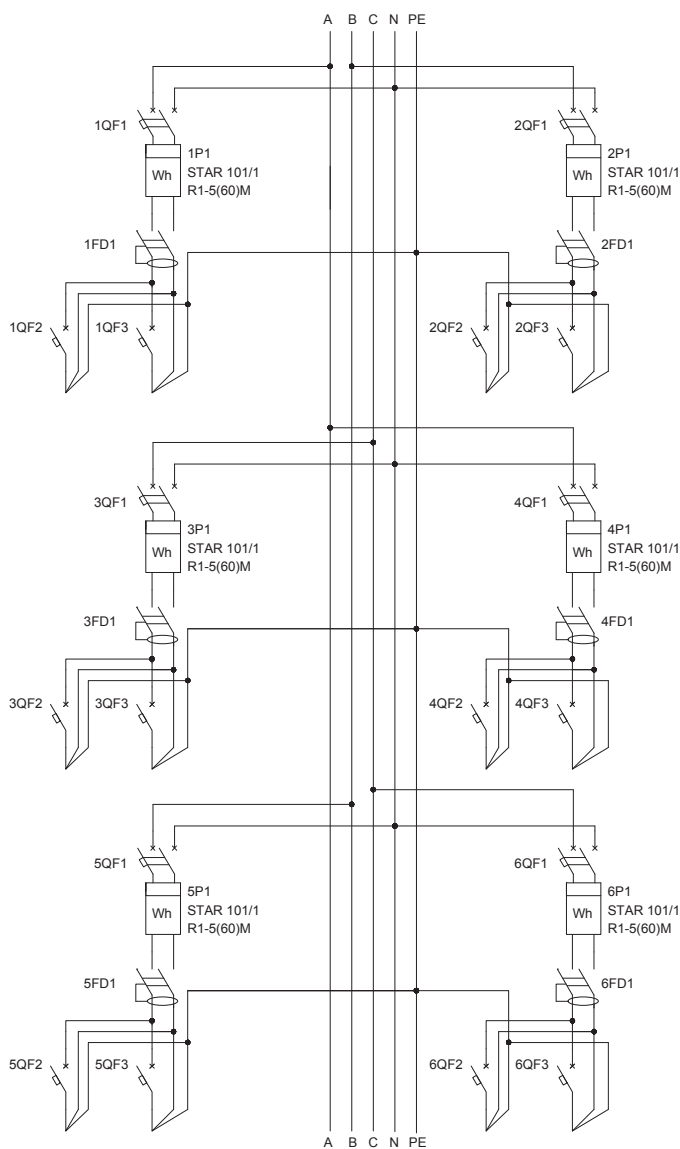 A B C N PE
1QF1
1P1
Wh
STAR 101/1
R1-5(60)M
1FD1
1QF2
1QF3
2QF1
2P1
Wh
STAR 101/1
R1-5(60)M
2FD1
2QF2
2QF3
3QF1
3P1
Wh
STAR 101/1
R1-5(60)M
3FD1
3QF2
3QF3
4QF1
4P1
Wh
STAR 101/1
R1-5(60)M
4FD1
4QF2
4QF3
5QF1
5P1
Wh
STAR 101/1
R1-5(60)M
5FD1
5QF2
5QF3
6QF1
6P1
Wh
STAR 101/1
R1-5(60)M
6FD1
6QF2
6QF3
A B C N PE